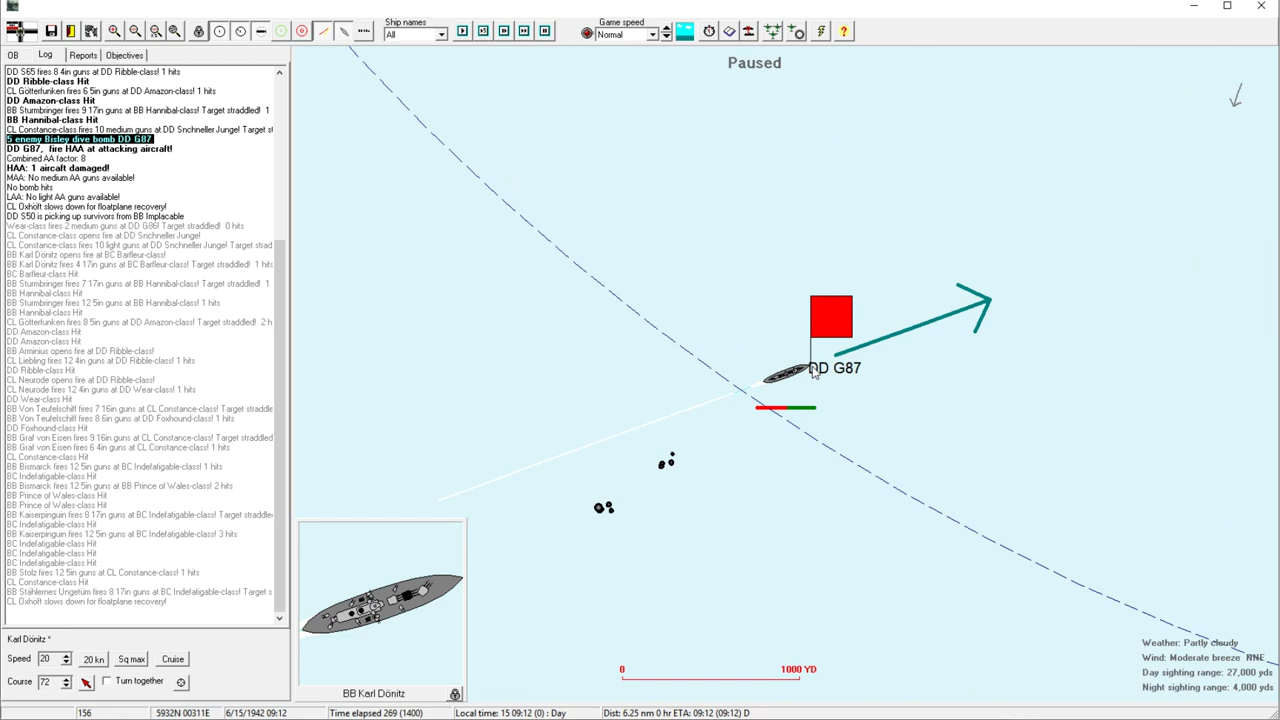 Ship names
All
Game speed
Normal
OB
Log
Reports
Objectives
Paused
DD S65 fires 8 4in guns at DD Ribble-class! 1 hits
DD Ribble-class Hit
CL Götterfunken fires 6 5in guns at DD Amazon-class! 1 hits
DD Amazon-class Hit
BB Sturmbringer fires 9 17in guns at BB Hannibal-class! Target straddled! 1
BB Hannibal-class Hit
CL Constance-class fires 10 medium guns at DD Snchneller Junge! Target st
5 enemy Bisley dive bomb DD G87
DD G87, fire HAA at attacking aircraft!
Combined AA factor: 8
HAA: 1 aircaft damaged!
MAA: No medium AA guns available!
No bomb hits
LAA: No light AA guns available!
CL Oxhöft slows down for floatplane recovery!
DD S50 is picking up survivors from BB Implacable
Wear-class fires 2 medium guns at DD G86! Target straddled! 0 hits
CL Constance-class opens fire at DD Snchneller Junge!
CL Constance-class fires 10 light guns at DD Snchneller Junge! Target strad
BB Karl Dönitz opens fire at BC Barfleur-class!
BB Karl Dönitz fires 4 17in guns at BC Barfleur-class! Target straddled! 1 hits
BC Barfleur-class Hit
BB Sturmbringer fires 7 17in guns at BB Hannibal-class! Target straddled! 1
BB Hannibal-class Hit
BB Sturmbringer fires 12 5in guns at BB Hannibal-class! 1 hits
BB Hannibal-class Hit
CL Götterfunken fires 8 5in guns at DD Amazon-class! Target straddled! 2 h
DD Amazon-class Hit
DD Amazon-class Hit
BB Arminius opens fire at DD Ribble-class!
CL Liebling fires 12 4in guns at DD Ribble-class! 1 hits
DD Ribble-class Hit
CL Neurode opens fire at DD Ribble-class!
CL Neurode fires 12 4in guns at DD Wear-class! 1 hits
DD Wear-class Hit
BB Von Teufelschiff fires 7 16in guns at CL Constance-class! Target straddle
BB Von Teufelschiff fires 8 6in guns at DD Foxhound-class! 1 hits
DD Foxhound-class Hit
BB Graf von Eisen fires 9 16in guns at CL Constance-class! Target straddled
BB Graf von Eisen fires 6 4in guns at CL Constance-class! 1 hits
CL Constance-class Hit
BB Bismarck fires 12 5in guns at BC Indefatigable-class! 1 hits
BC Indefatigable-class Hit
BB Bismarck fires 12 5in guns at BB Prince of Wales-class! 2 hits
BB Prince of Wales-class Hit
BB Prince of Wales-class Hit
BB Kaiserpinguin fires 8 17in guns at BC Indefatigable-class! Target straddle
BC Indefatigable-class Hit
BB Kaiserpinguin fires 12 5in guns at BC Indefatigable-class! 3 hits
BC Indefatigable-class Hit
BC Indefatigable-class Hit
BC Indefatigable-class Hit
BB Stolz fires 12 5in guns at CL Constance-class! 1 hits
CL Constance-class Hit
BB Stählernes Ungetüm fires 8 17in guns at BC Indefatigable-class! Target s
CL Oxhöft slows down for floatplane recovery!
DD G87
Karl Dönitz *
Speed 20 20 kn Sq max Cruise
Course 72 Turn together
BB Karl Dönitz
0 1000 YD
Weather: Partly cloudy
Wind: Moderate breeze NNE
Day sighting range: 27,000 yds
Night sighting range: 4,000 yds
156 5932N 00311E 6/15/1942 09:12 Time elapsed 269 (1400) Local time: 15 09:12 (0) : Day Dist: 6.25 nm 0 hr ETA: 09:12 (09:12) D